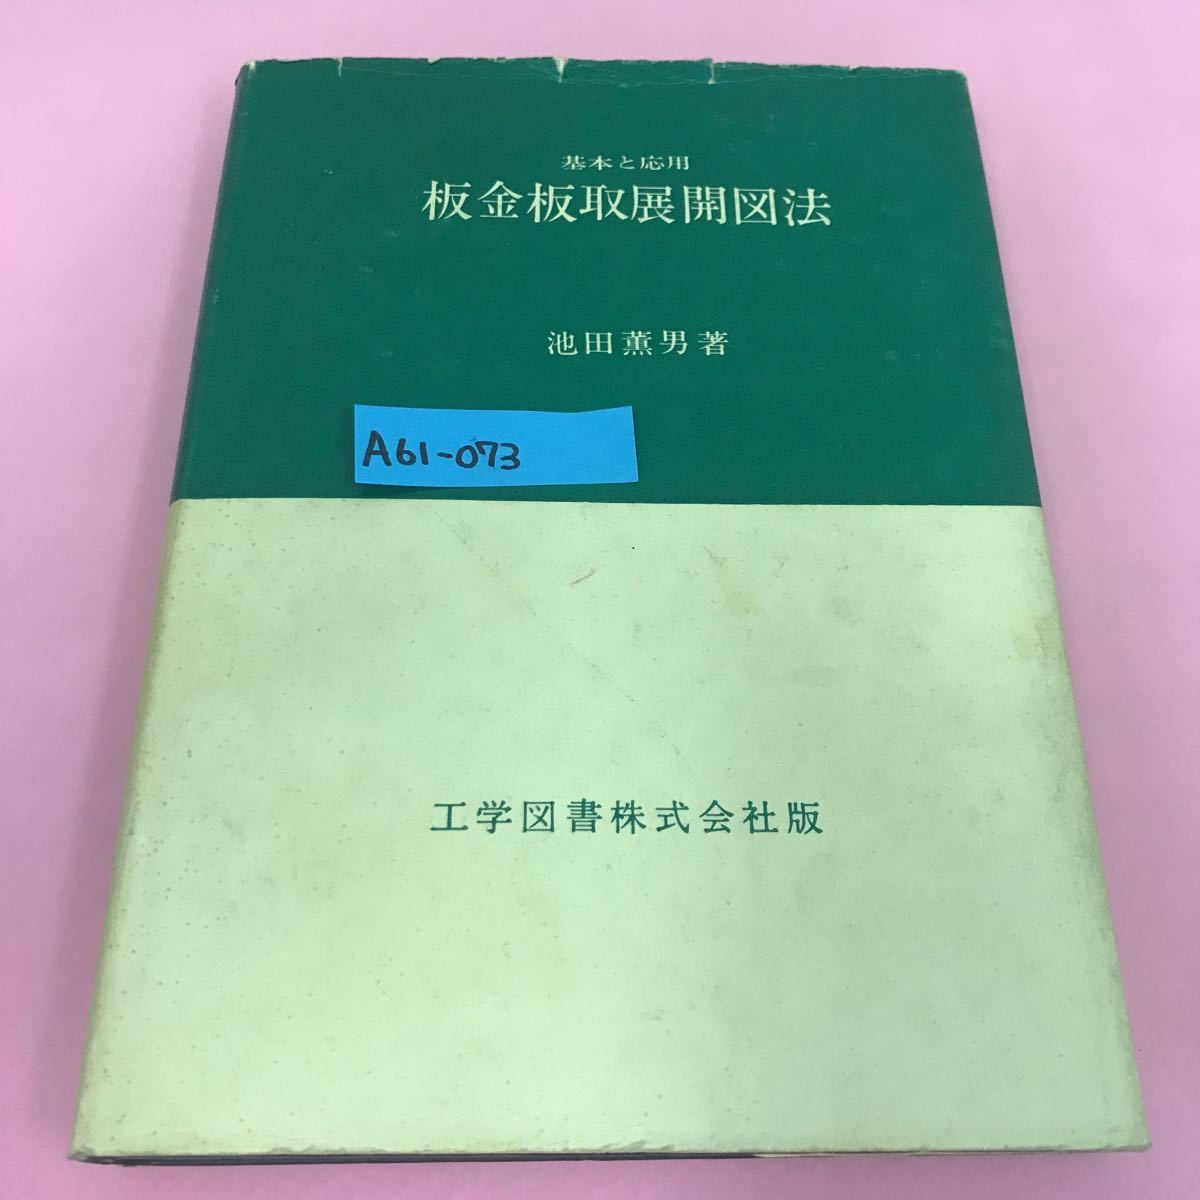 基本と応用
板金板取展開図法
池田薫男著
A61-073
工学図書株式会社版